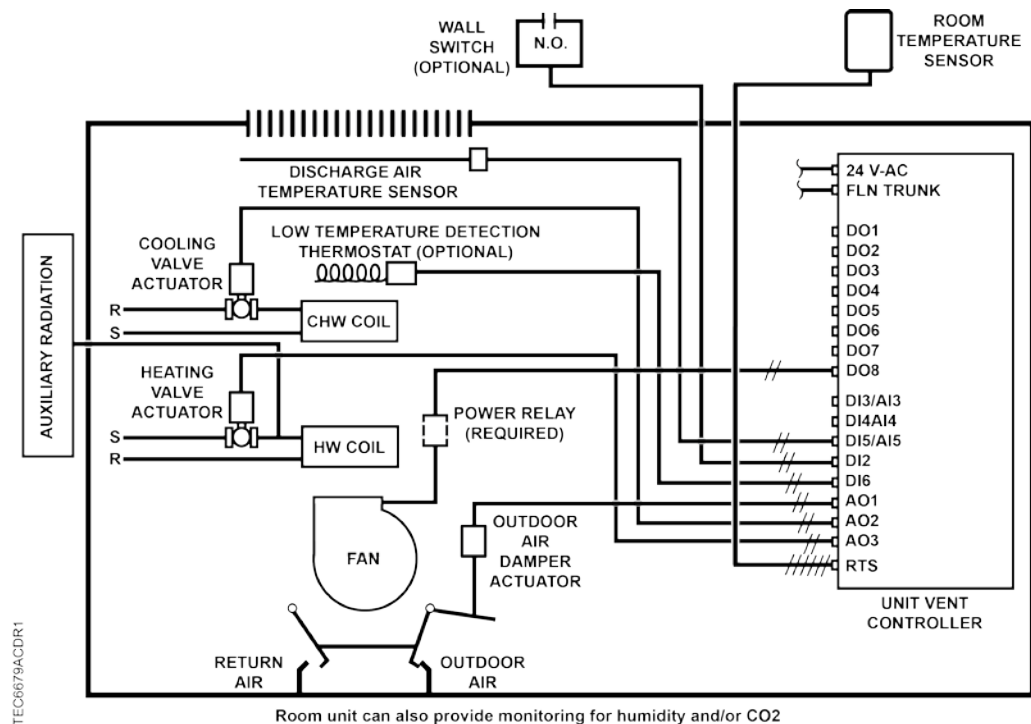 WALL
SWITCH
(OPTIONAL)
N.O.
ROOM
TEMPERATURE
SENSOR
DISCHARGE AIR
TEMPERATURE SENSOR
24 V-AC
FLN TRUNK
COOLING
VALVE
ACTUATOR
LOW TEMPERATURE DETECTION
THERMOSTAT (OPTIONAL)
DO1
DO2
DO3
DO4
DO5
DO6
DO7
DO8
R
S
CHW COIL
AUXILIARY RADIATION
HEATING
VALVE
ACTUATOR
S
R
HW COIL
POWER RELAY
(REQUIRED)
DI3/AI3
DI4AI4
DI5/AI5
DI2
DI6
AO1
AO2
AO3
RTS
FAN
OUTDOOR
AIR
DAMPER
ACTUATOR
UNIT VENT
CONTROLLER
RETURN
AIR
OUTDOOR
AIR
TEC6679ACDR1
Room unit can also provide monitoring for humidity and/or CO2